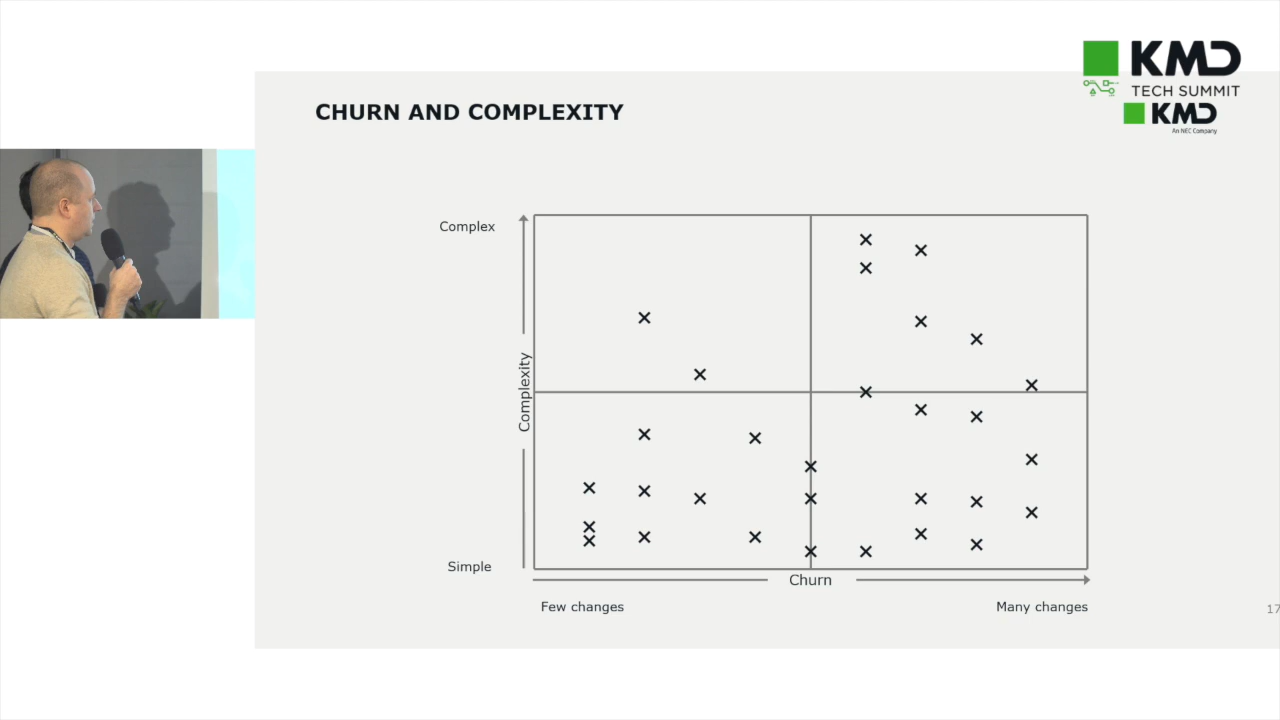 KMD
TECH SUMMIT
KMD
An NEC Company
CHURN AND COMPLEXITY
Complex
Complexity
Simple
Churn
Few changes
Many changes
17